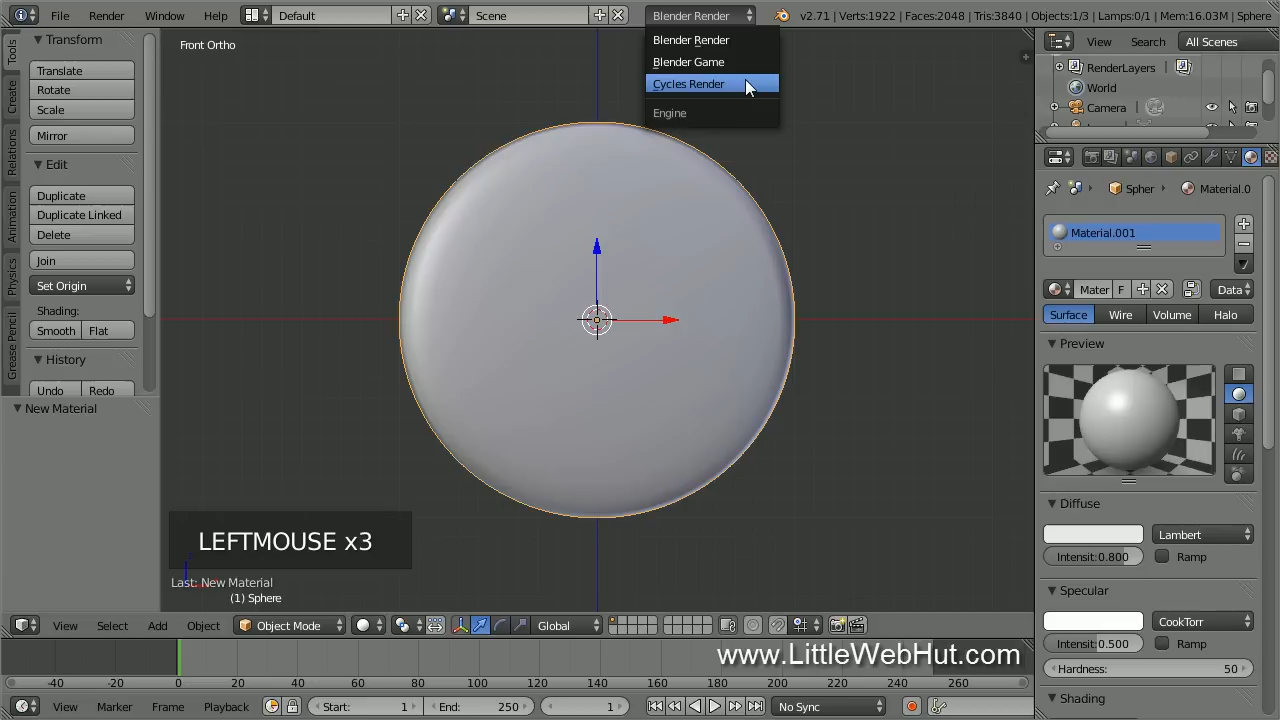 File Render Window Help Default Scene Blender Render v2.71 | Verts:1922 | Faces:2048 | Tris:3840 | Objects:1/3 | Lamps:0/1 | Mem:16.03M | Sphere
Blender Render
Blender Game
Cycles Render
Engine
Tools
Create
Relations
Animation
Physics
Grease Pencil
Transform
Translate
Rotate
Scale
Mirror
Edit
Duplicate
Duplicate Linked
Delete
Join
Set Origin
Shading:
Smooth Flat
History
Undo Redo
New Material
Front Ortho
LEFTMOUSE x3
Last: New Material
(1) Sphere
View Search All Scenes
RenderLayers
World
Camera
Spher Material.0
Material.001
Mater F Data
Surface Wire Volume Halo
Preview
Diffuse
Lambert
Intensit:0.800 Ramp
Specular
CookTorr
Intensit:0.500 Ramp
Hardness: 50
Shading
View Select Add Object Object Mode Global
www.LittleWebHut.com
-40 -20 0 20 40 60 80 100 120 140 160 180 200 220 240 260
View Marker Frame Playback Start: 1 End: 250 1 No Sync